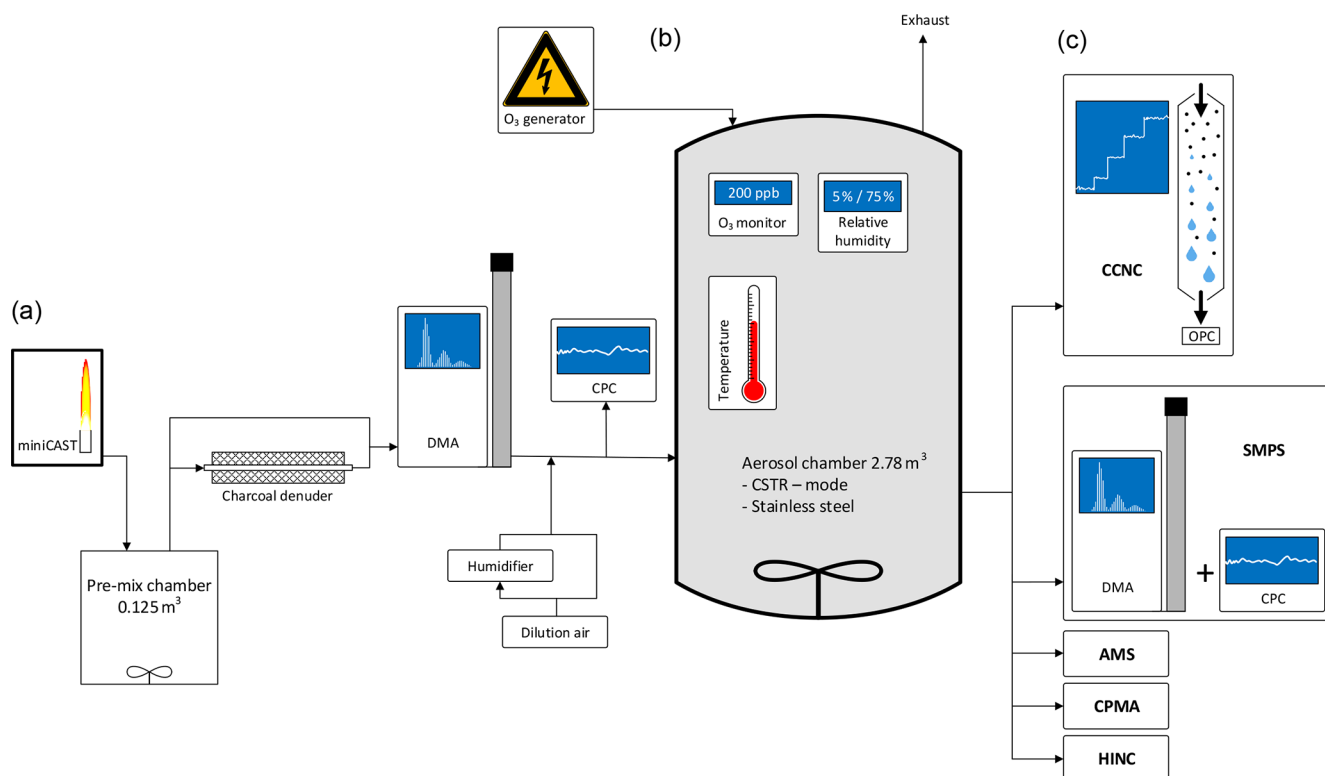 (a)
miniCAST
Pre-mix chamber
0.125 m³
Charcoal denuder
DMA
CPC
Humidifier
Dilution air
(b)
O₃ generator
Exhaust
200 ppb
O₃ monitor
5% / 75%
Relative
humidity
Temperature
Aerosol chamber 2.78 m³
- CSTR – mode
- Stainless steel
(c)
CCNC
OPC
SMPS
DMA
+
CPC
AMS
CPMA
HINC